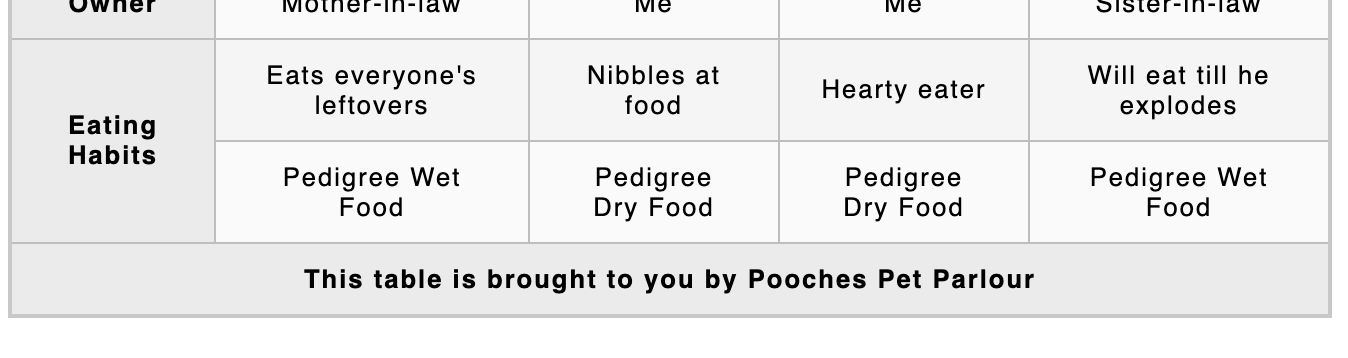 Owner Mother-in-law Me Me Sister-in-law
Eats everyone's Nibbles at Will eat till he
Hearty eater
leftovers food explodes
Eating
Habits
Pedigree Wet Pedigree Pedigree Pedigree Wet
Food Dry Food Dry Food Food
This table is brought to you by Pooches Pet Parlour